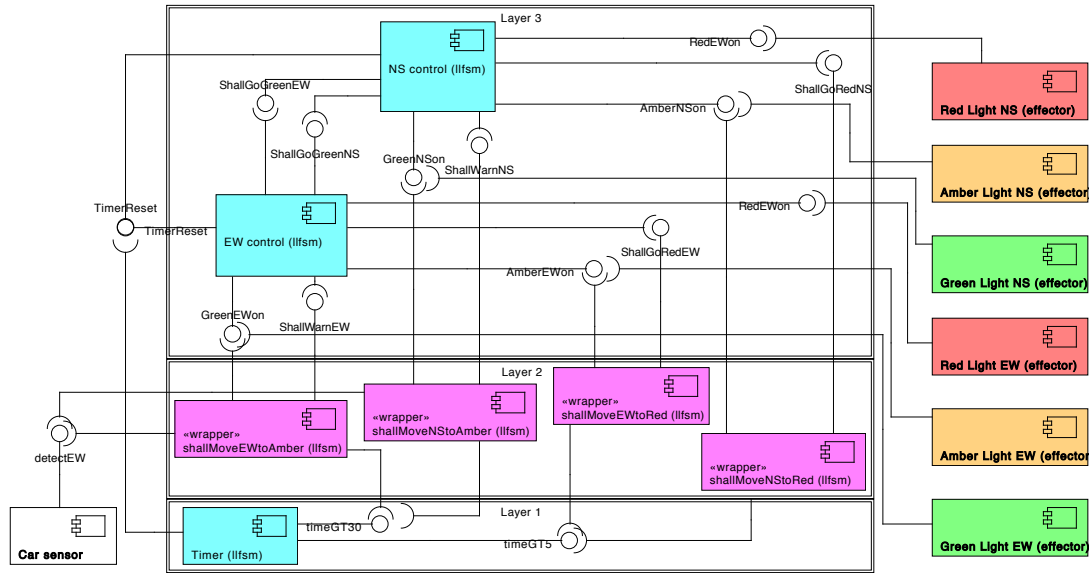 Layer 3
RedEWon
NS control (llfsm)
ShallGoGreenEW
ShallGoRedNS
AmberNSon
Red Light NS (effector)
ShallGoGreenNS
GreenNSon
ShallWarnNS
Amber Light NS (effector)
TimerReset
TimerReset
RedEWon
EW control (llfsm)
ShallGoRedEW
AmberEWon
Green Light NS (effector)
GreenEWon
ShallWarnEW
Red Light EW (effector)
Layer 2
«wrapper»
shallMoveEWtoRed (llfsm)
«wrapper»
shallMoveNStoAmber (llfsm)
«wrapper»
shallMoveEWtoAmber (llfsm)
detectEW
Amber Light EW (effector)
«wrapper»
shallMoveNStoRed (llfsm)
Layer 1
timeGT30
timeGT5
Car sensor
Timer (llfsm)
Green Light EW (effector)